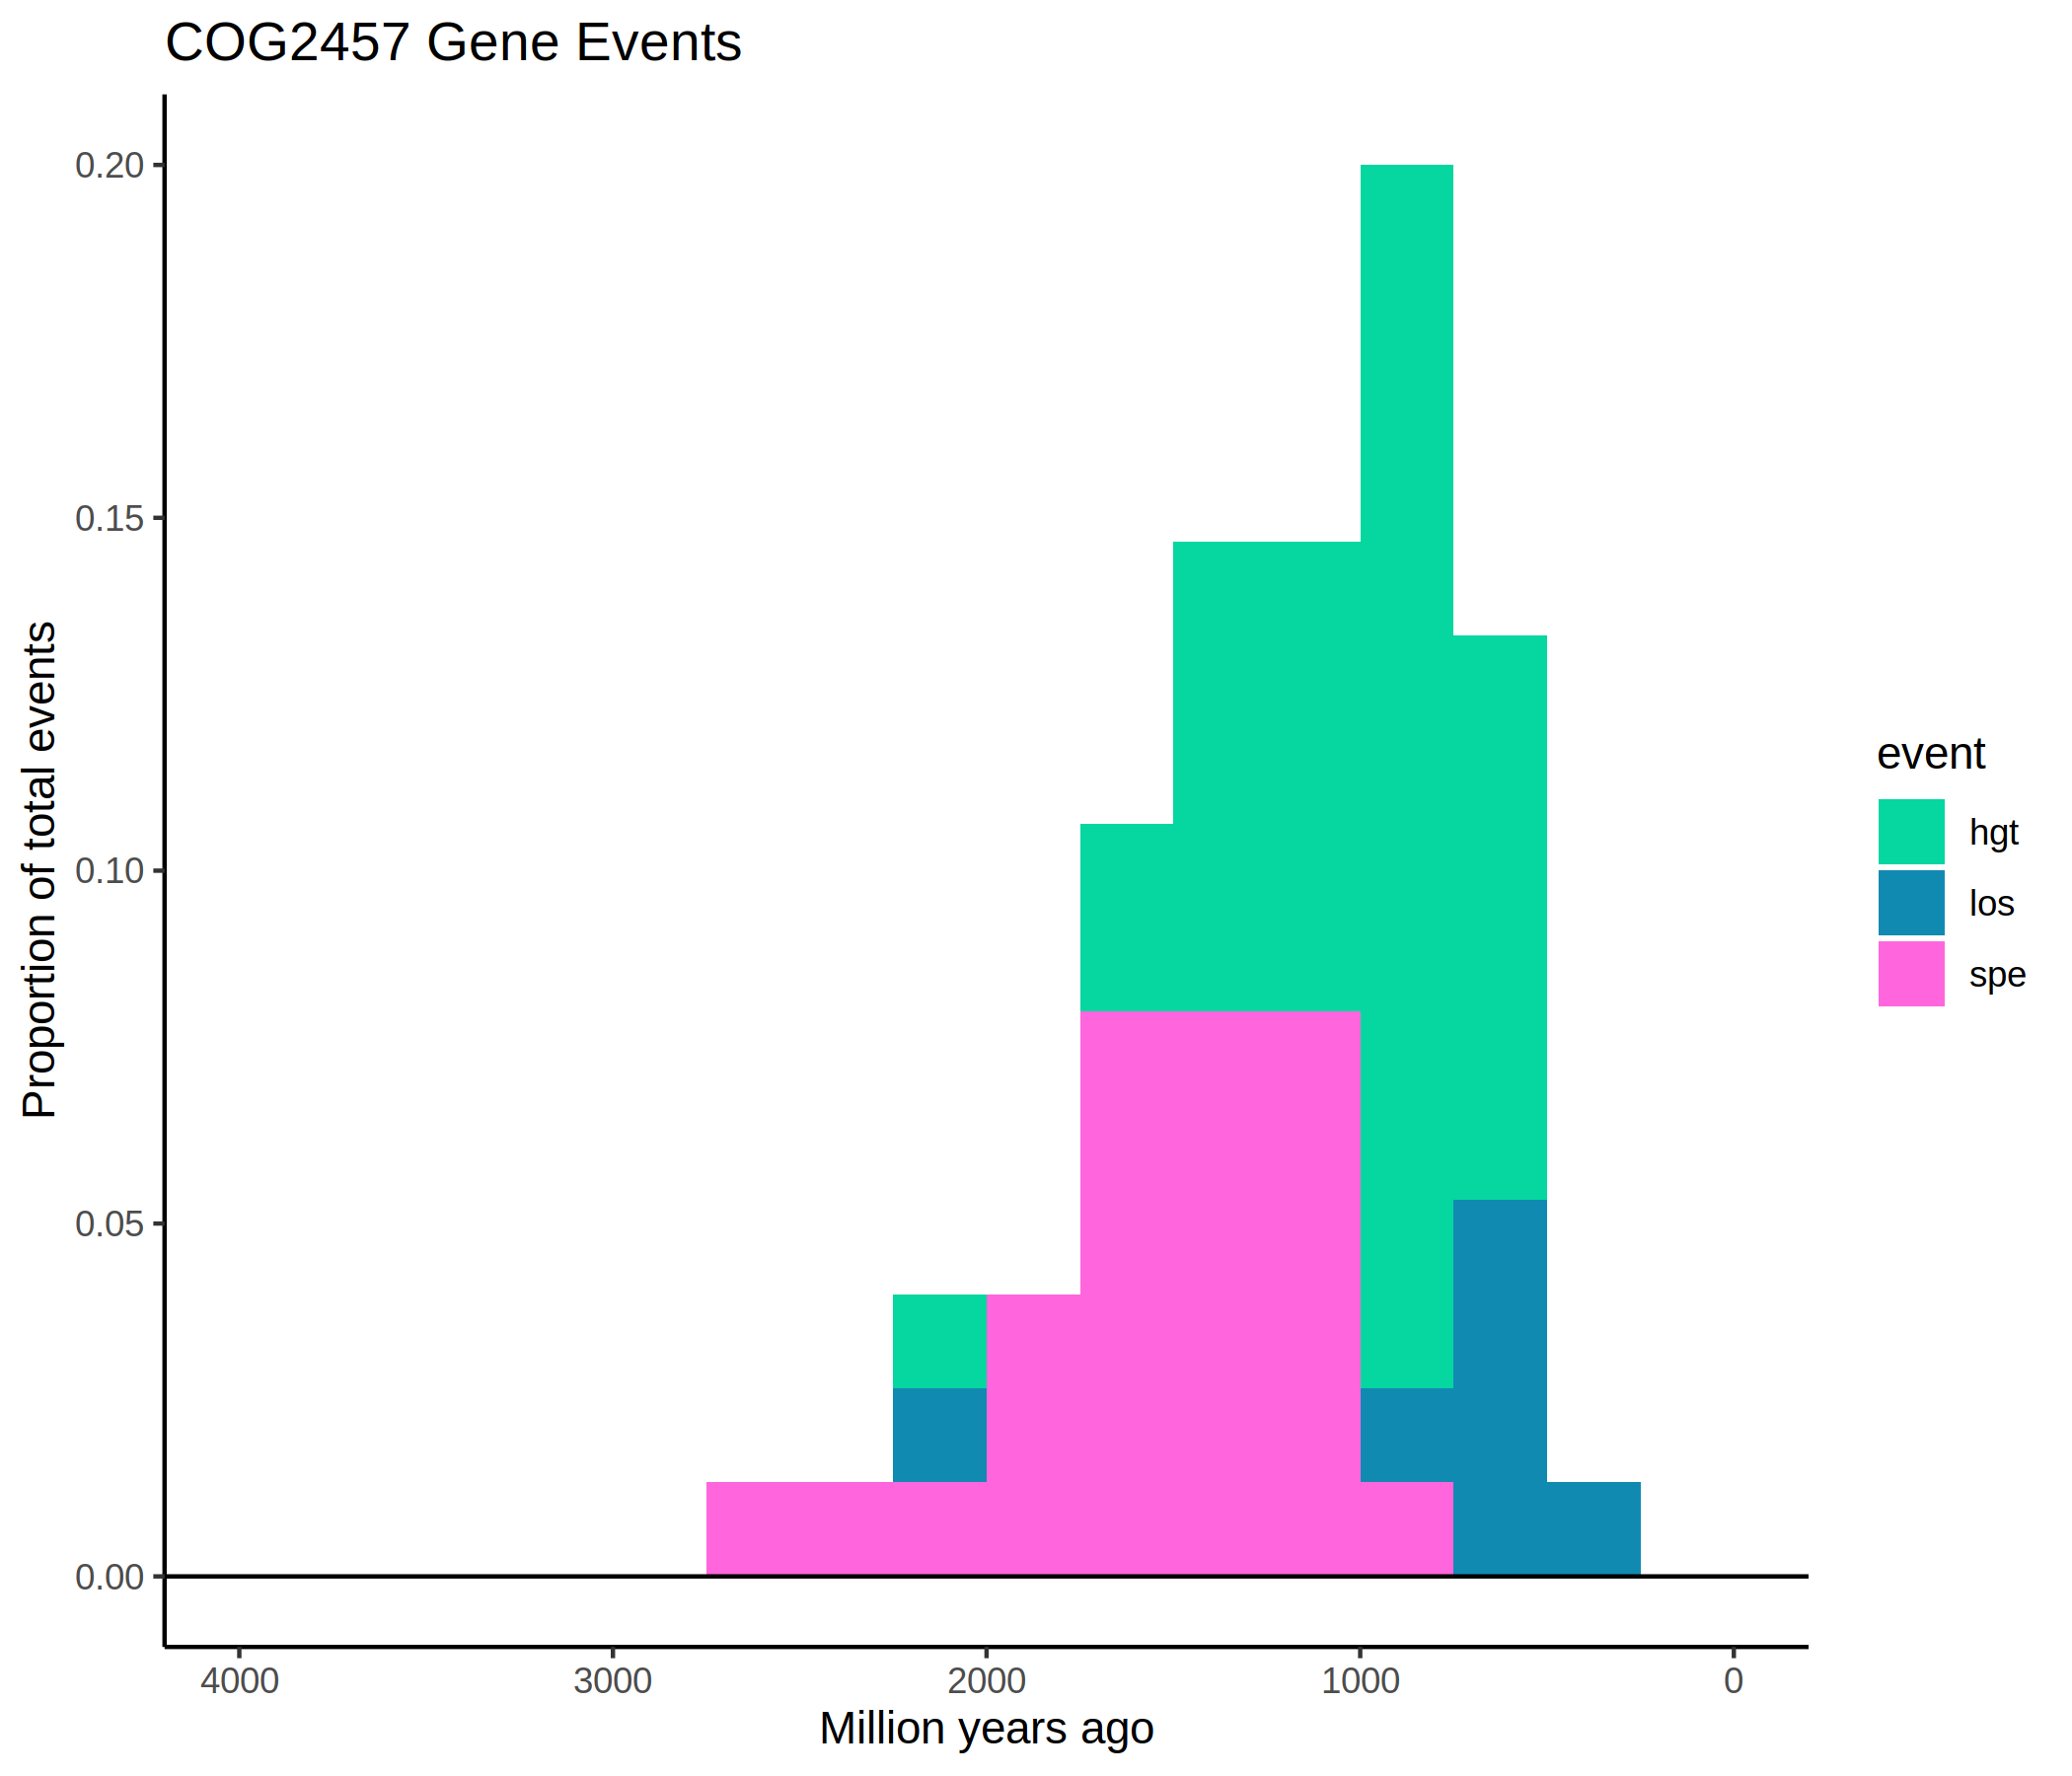 COG2457 Gene Events
Proportion of total events
0.20
0.15
0.10
0.05
0.00
4000 3000 2000 1000 0
Million years ago
event
hgt
los
spe